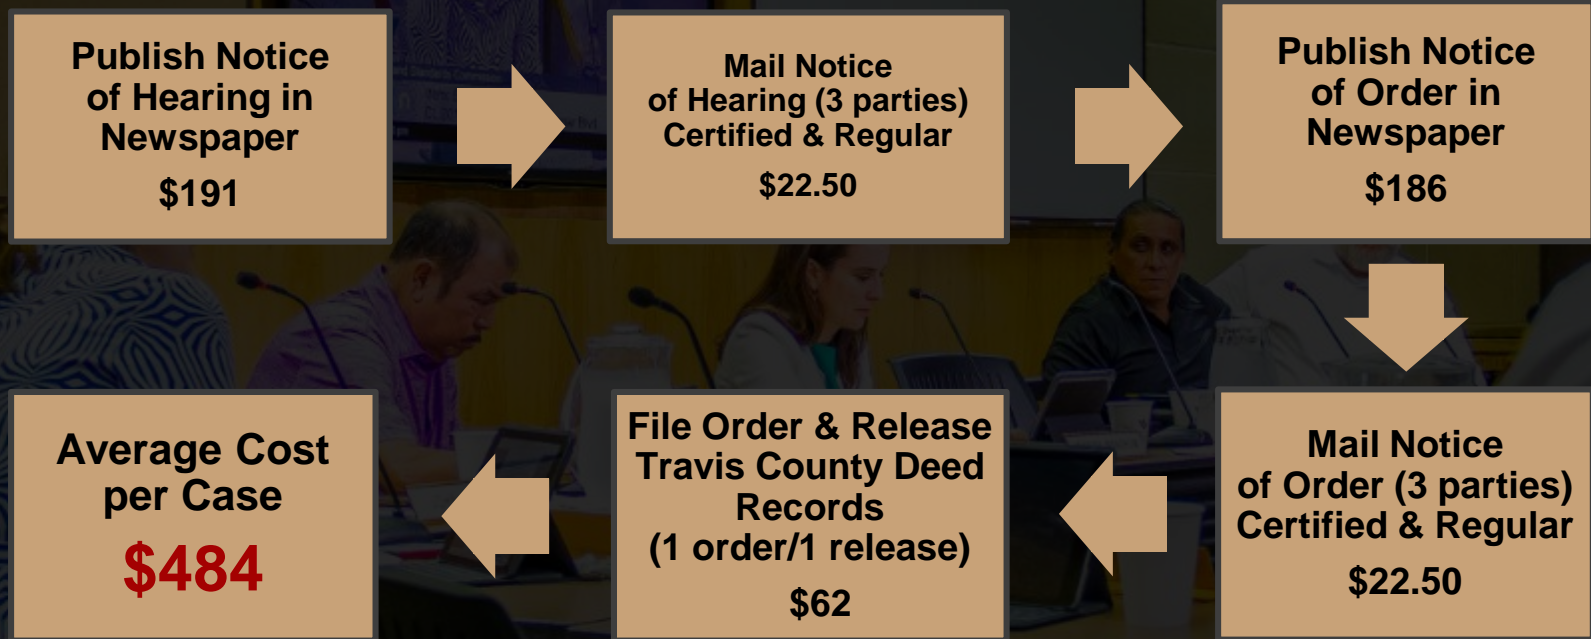 Publish Notice
of Hearing in
Newspaper
$191
Mail Notice
of Hearing (3 parties)
Certified & Regular
$22.50
Publish Notice
of Order in
Newspaper
$186
Mail Notice
of Order (3 parties)
Certified & Regular
$22.50
File Order & Release
Travis County Deed
Records
(1 order/1 release)
$62
Average Cost
per Case
$484